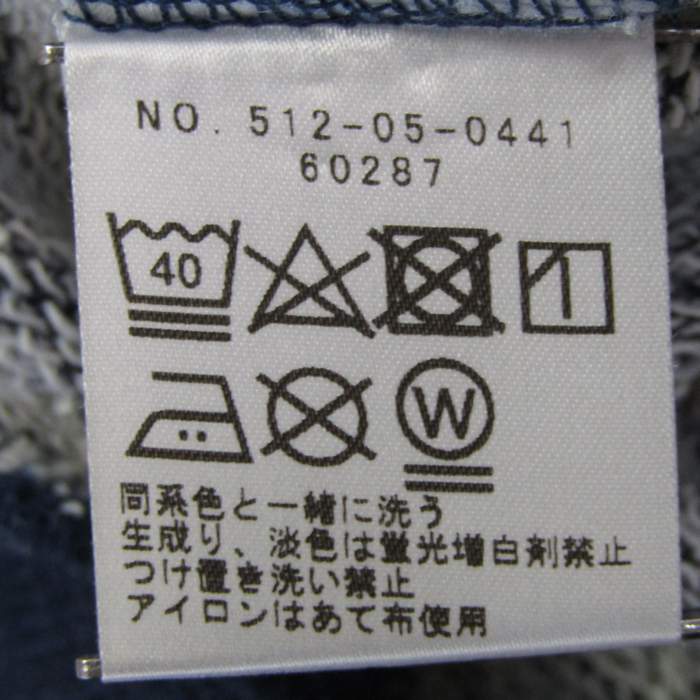 NO. 512-05-0441
60287
40
W
同系色と一緒に洗う
生成り、淡色は蛍光増白剤禁止
つけ置き洗い禁止
アイロンはあて布使用